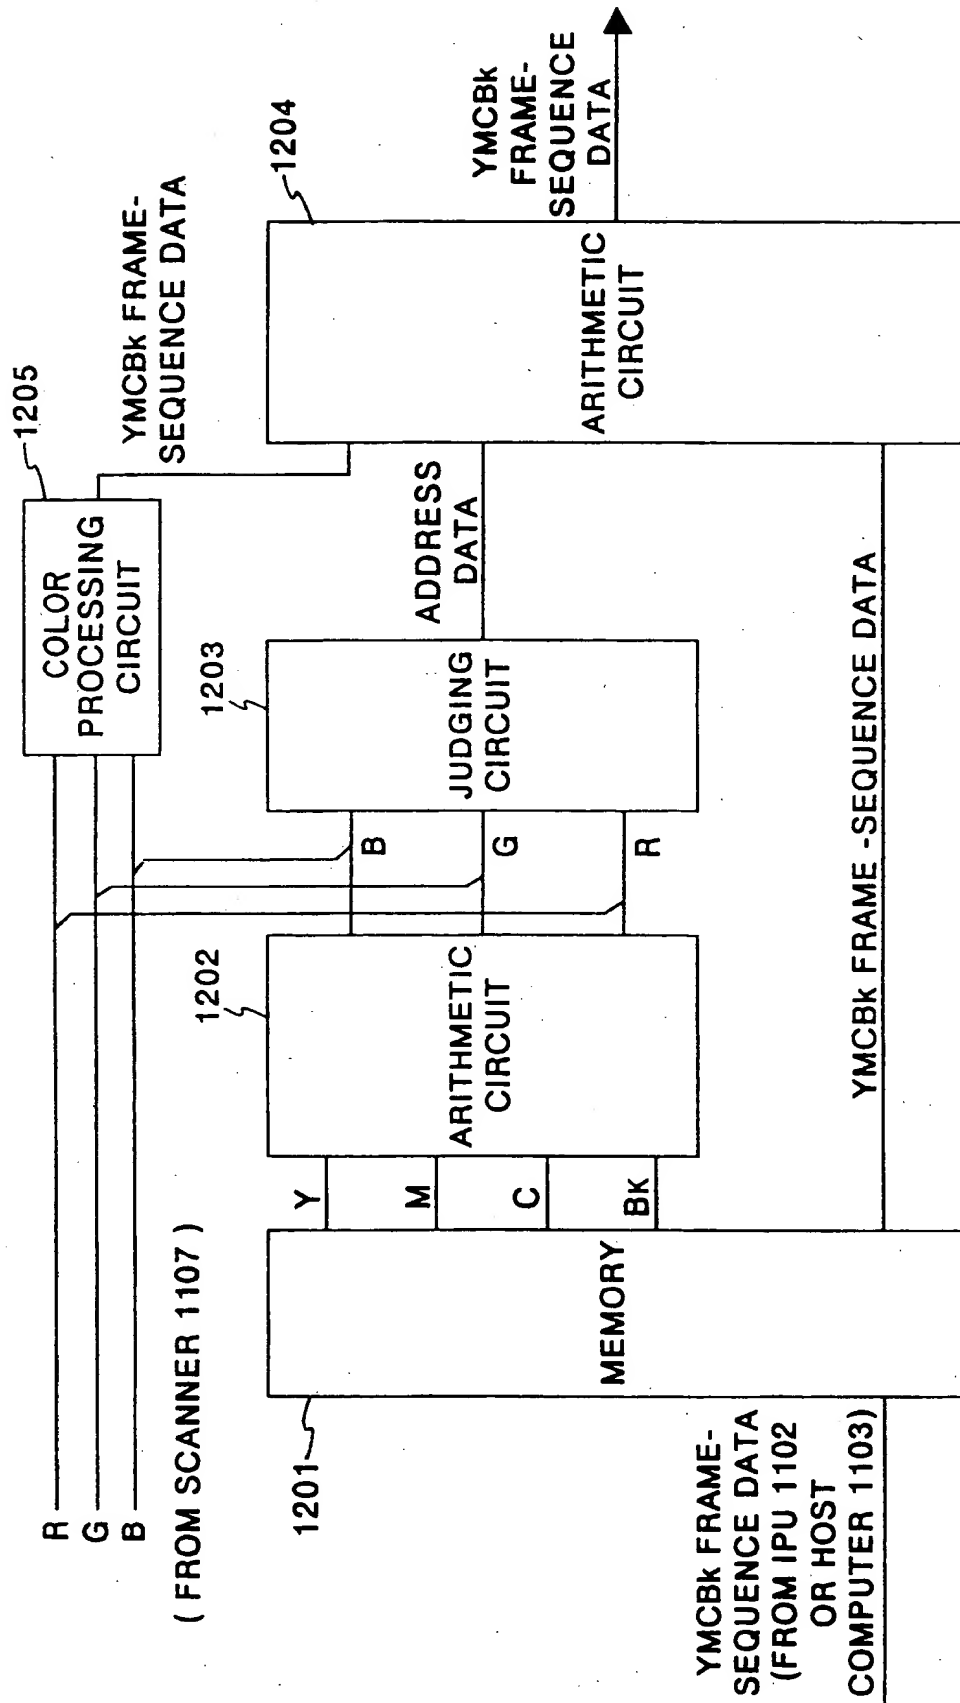 R
G
B
( FROM SCANNER 1107 )
1205
COLOR
PROCESSING
CIRCUIT
YMCBk FRAME-
SEQUENCE DATA
1201
MEMORY
Y
M
C
BK
1202
ARITHMETIC
CIRCUIT
B
G
R
1203
JUDGING
CIRCUIT
ADDRESS
DATA
1204
ARITHMETIC
CIRCUIT
YMCBk
FRAME-
SEQUENCE
DATA
YMCBk FRAME-
SEQUENCE DATA
(FROM IPU 1102
OR HOST
COMPUTER 1103)
YMCBk FRAME -SEQUENCE DATA